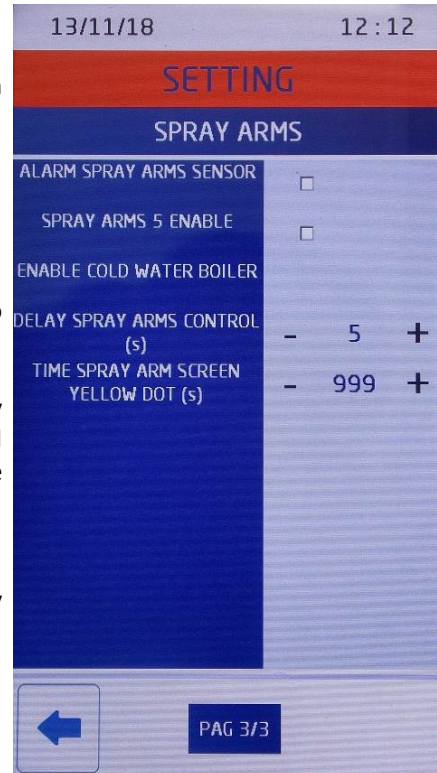 13/11/18 12:12
SETTING
SPRAY ARMS
ALARM SPRAY ARMS SENSOR
SPRAY ARMS 5 ENABLE
ENABLE COLD WATER BOILER
DELAY SPRAY ARMS CONTROL
(s)
- 5 +
TIME SPRAY ARM SCREEN
YELLOW DOT (s)
- 999 +
PAG 3/3